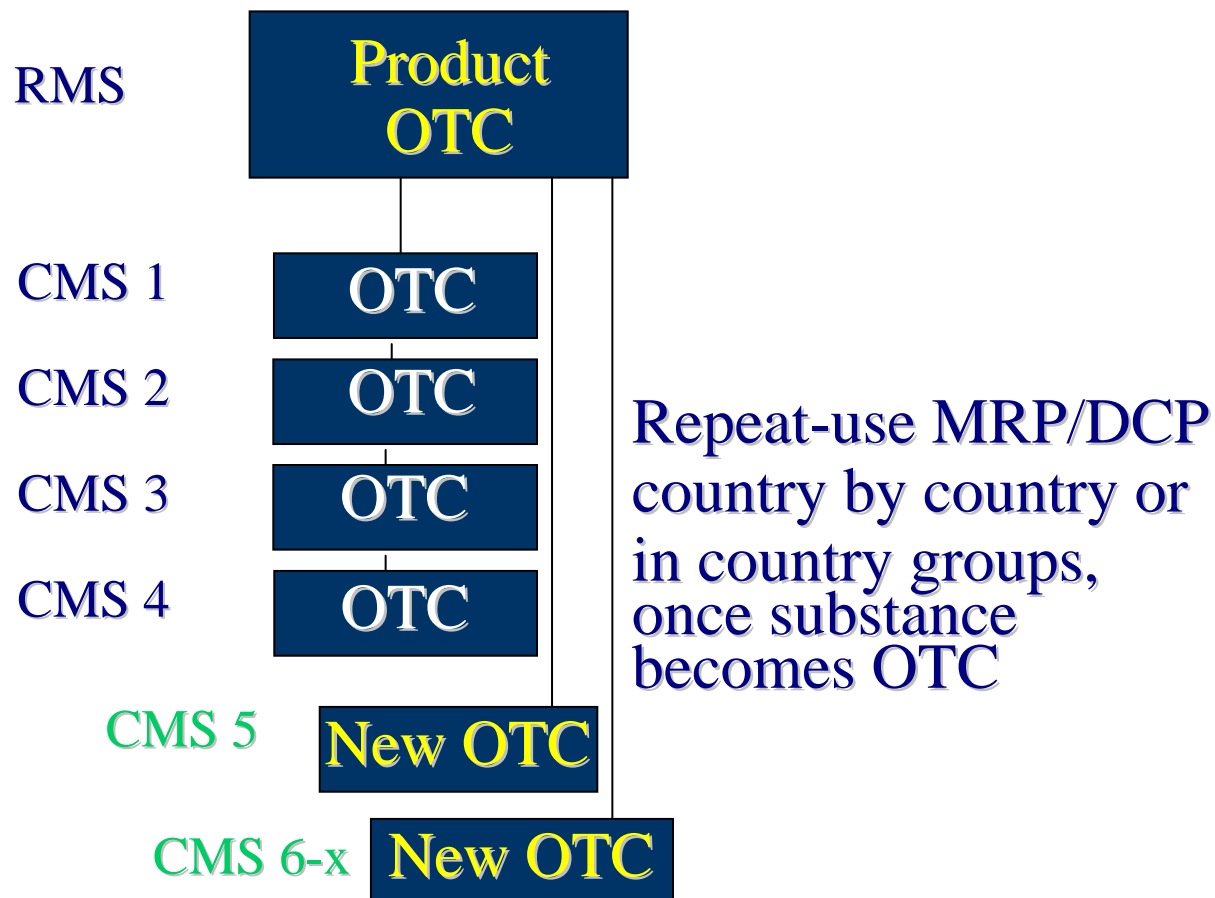 RMS
Product
OTC
CMS 1
OTC
CMS 2
OTC
CMS 3
OTC
CMS 4
OTC
Repeat-use MRP/DCP
country by country or
in country groups,
once substance
becomes OTC
CMS 5
New OTC
CMS 6-x
New OTC